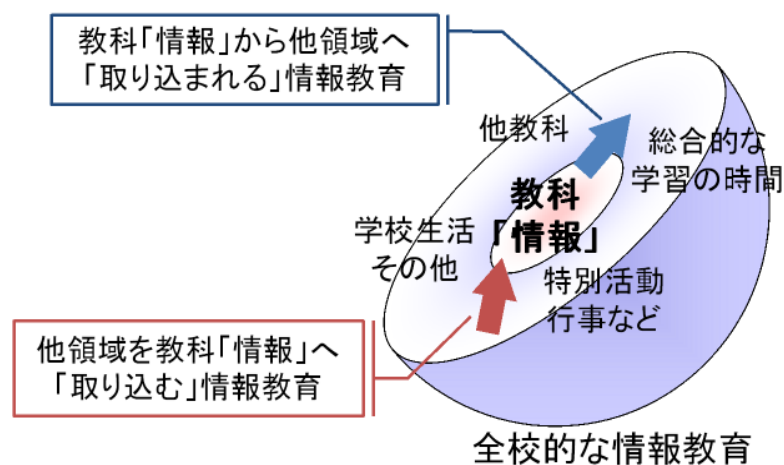 教科「情報」から他領域へ
「取り込まれる」情報教育
他教科
総合的な
学習の時間
教科
「情報」
学校生活
その他
特別活動
行事など
他領域を教科「情報」へ
「取り込む」情報教育
全校的な情報教育